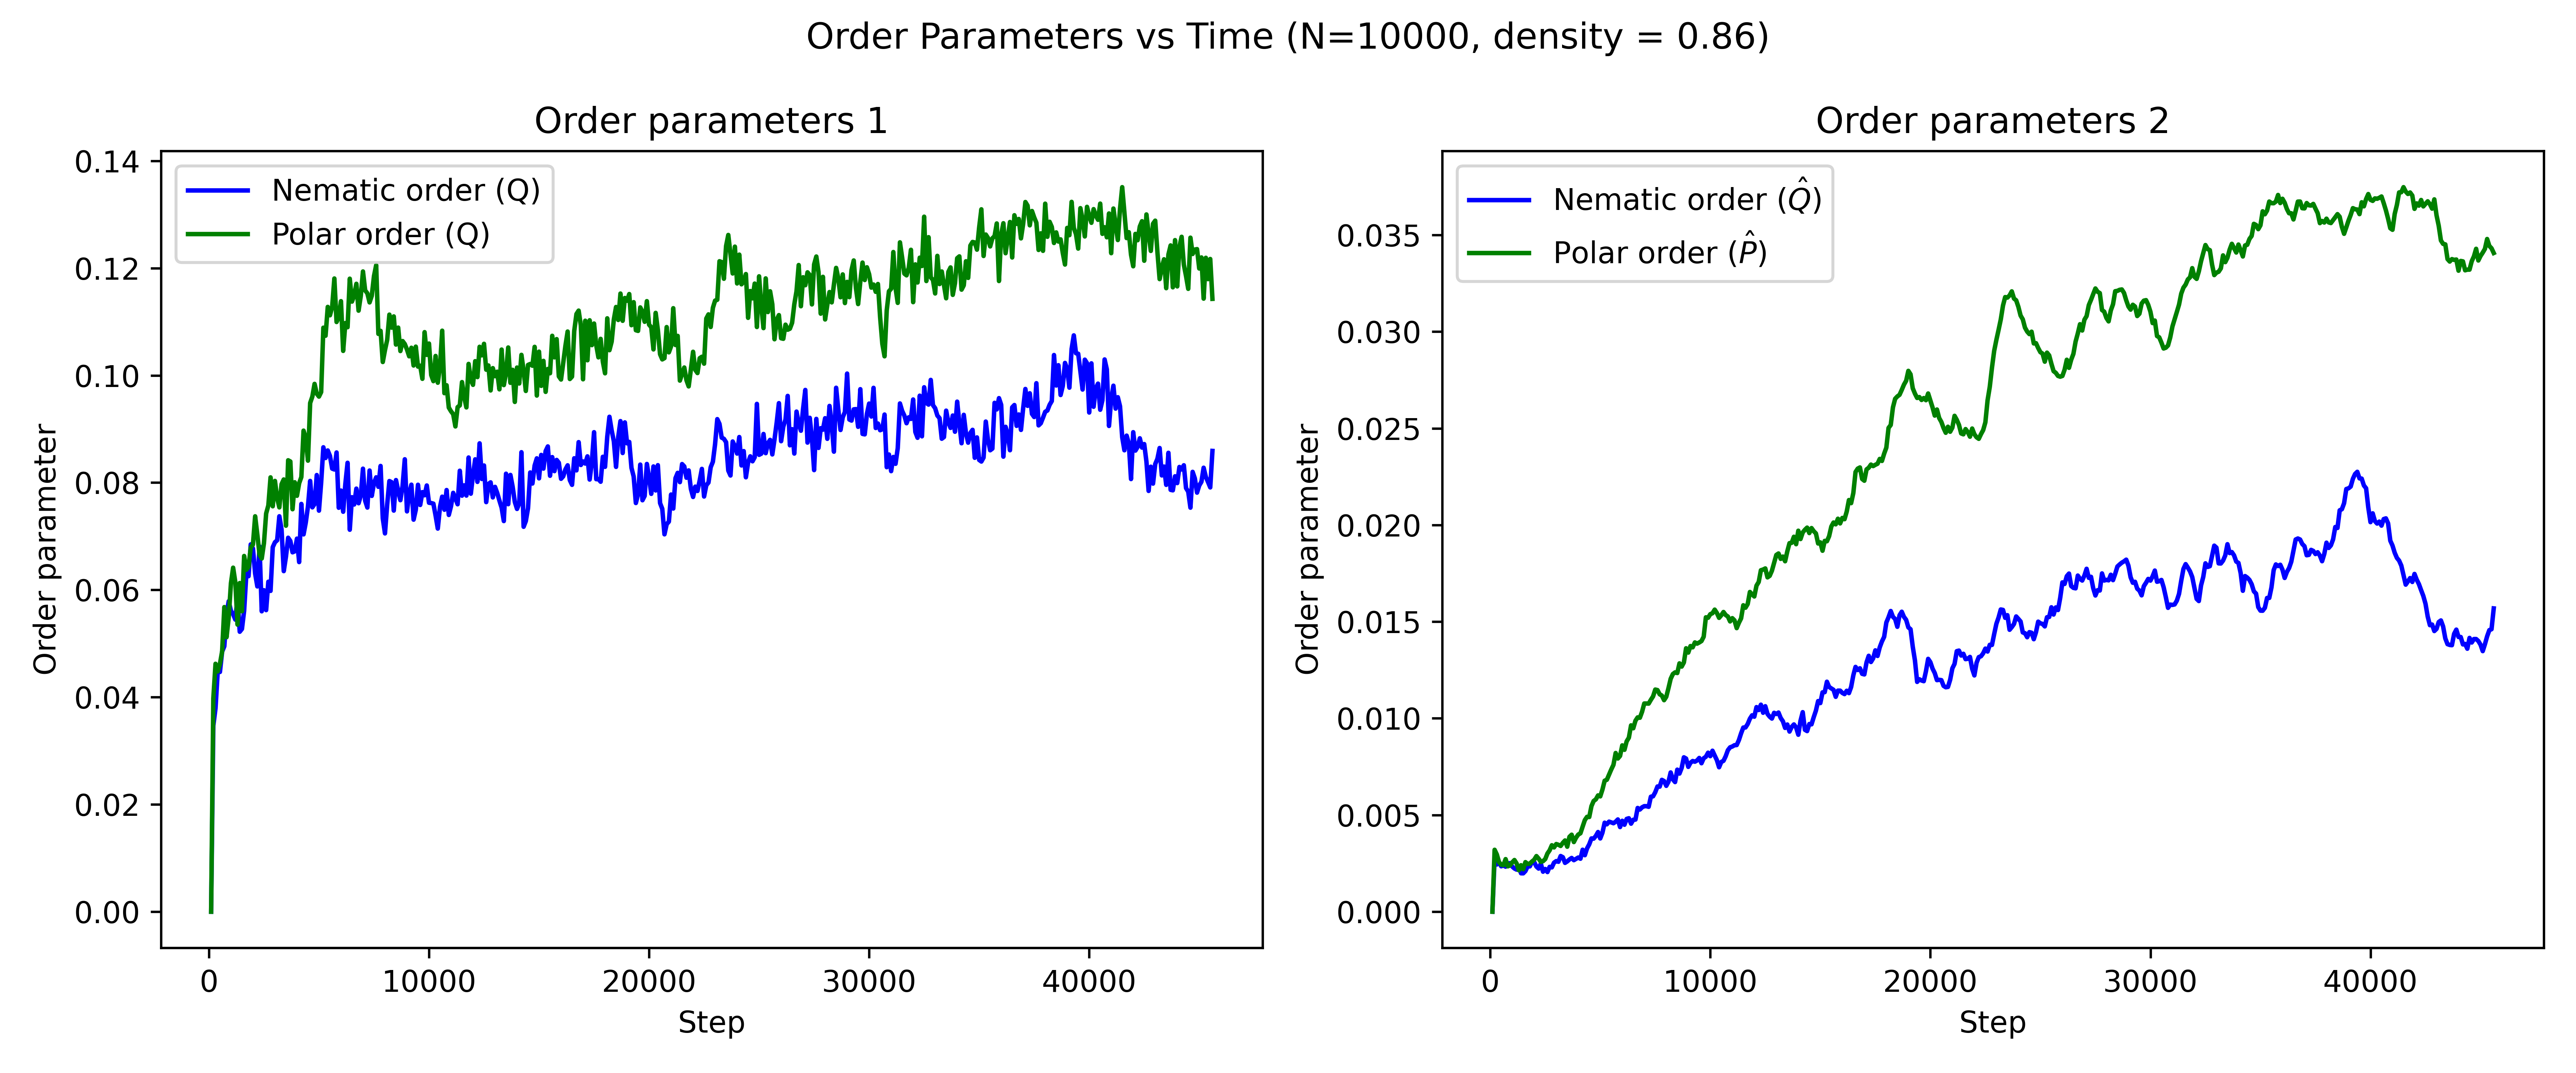 Order Parameters vs Time (N=10000, density = 0.86)
Order parameters 1
Nematic order (Q)
Polar order (Q)
Order parameter
0.14
0.12
0.10
0.08
0.06
0.04
0.02
0.00
0
10000
20000
30000
40000
Step
Order parameters 2
Nematic order (Q̂)
Polar order (P̂)
Order parameter
0.035
0.030
0.025
0.020
0.015
0.010
0.005
0.000
0
10000
20000
30000
40000
Step